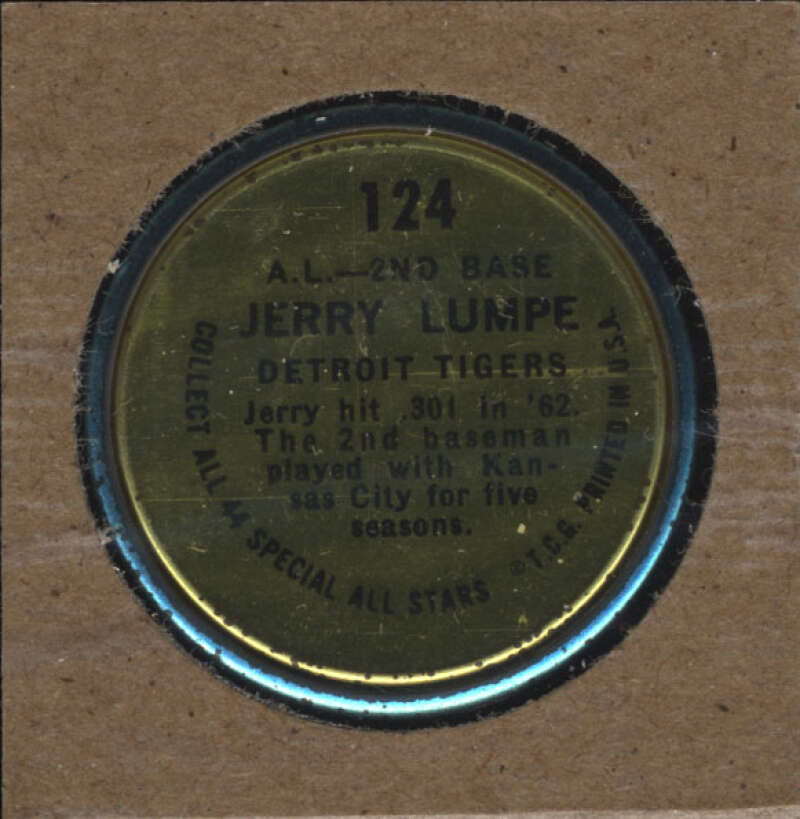 124
A.L.—2ND BASE
JERRY LUMPE
DETROIT TIGERS
Jerry hit .301 in '62.
The 2nd baseman
played with Kan-
sas City for five
seasons.
COLLECT ALL 44 SPECIAL ALL STARS
©T.C.G. PRINTED IN U.S.A.